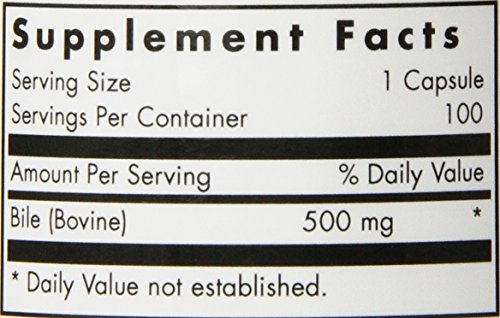 Supplement Facts
Serving Size 1 Capsule
Servings Per Container 100
Amount Per Serving % Daily Value
Bile (Bovine) 500 mg *
* Daily Value not established.